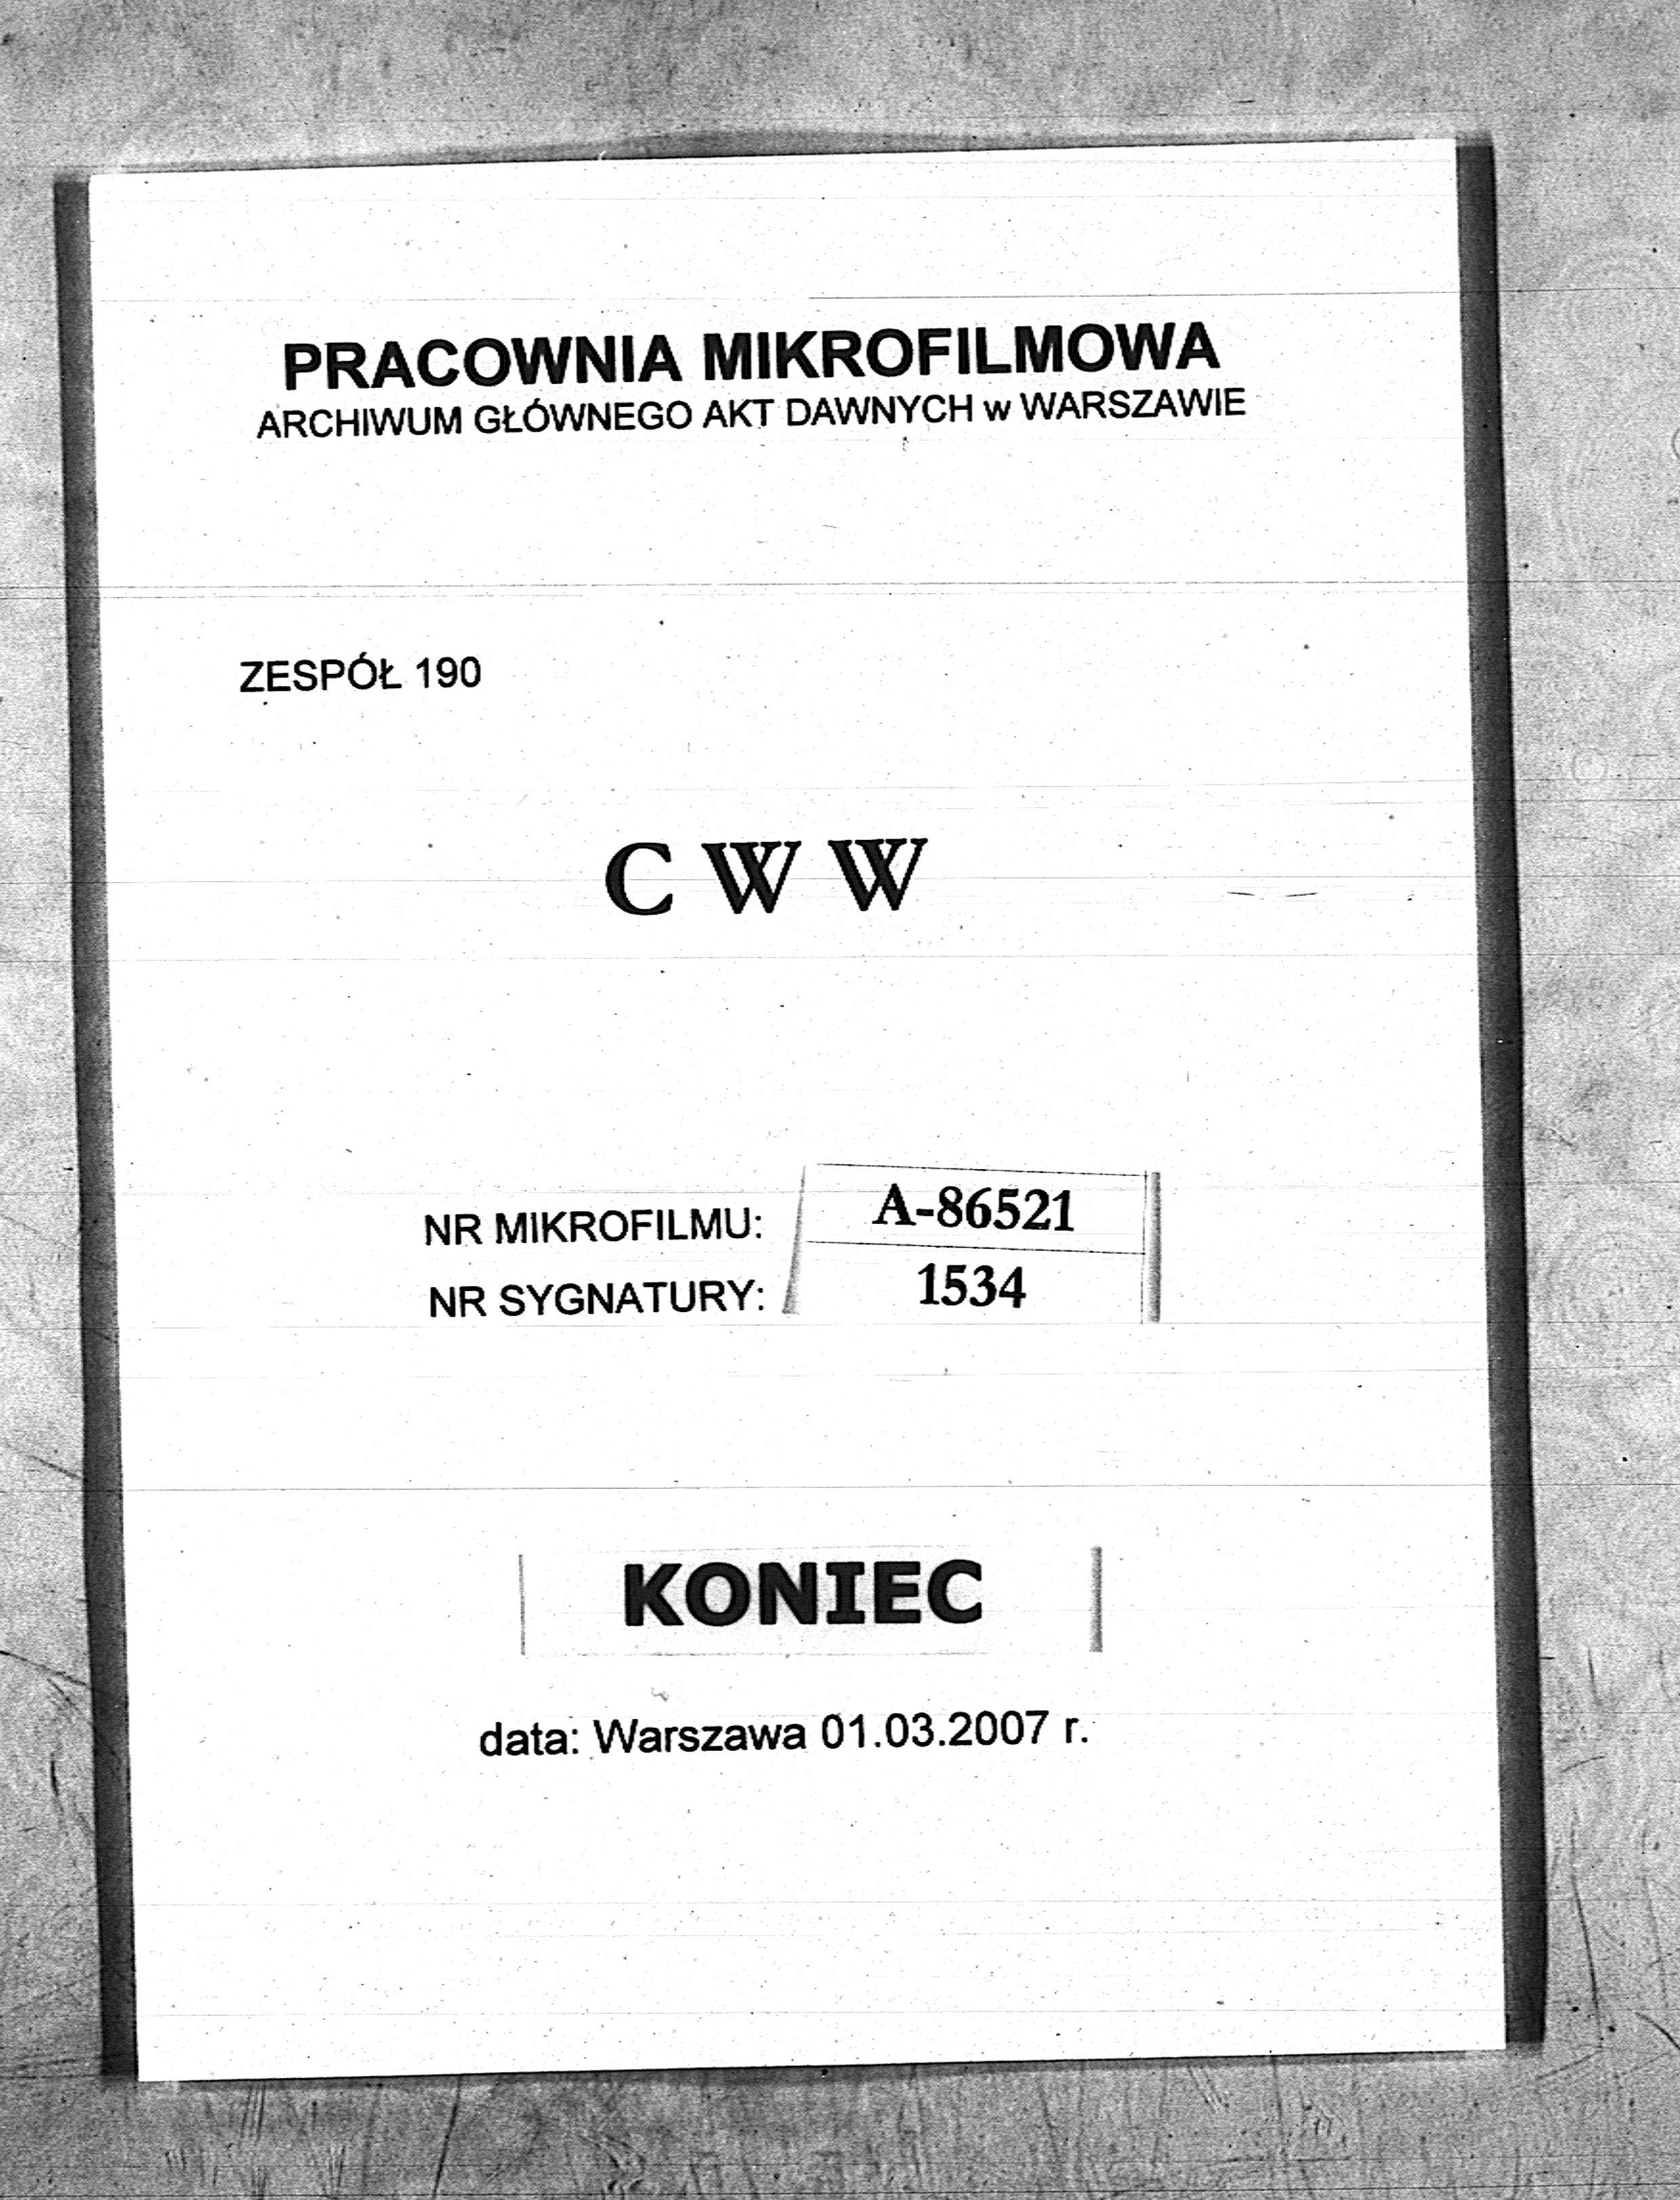 PRACOWNIA MIKROFILMOWA
ARCHIWUM GŁÓWNEGO AKT DAWNYCH w WARSZAWIE
ZESPÓŁ 190
C W W
NR MIKROFILMU: A-86521
NR SYGNATURY: 1534
KONIEC
data: Warszawa 01.03.2007 r.